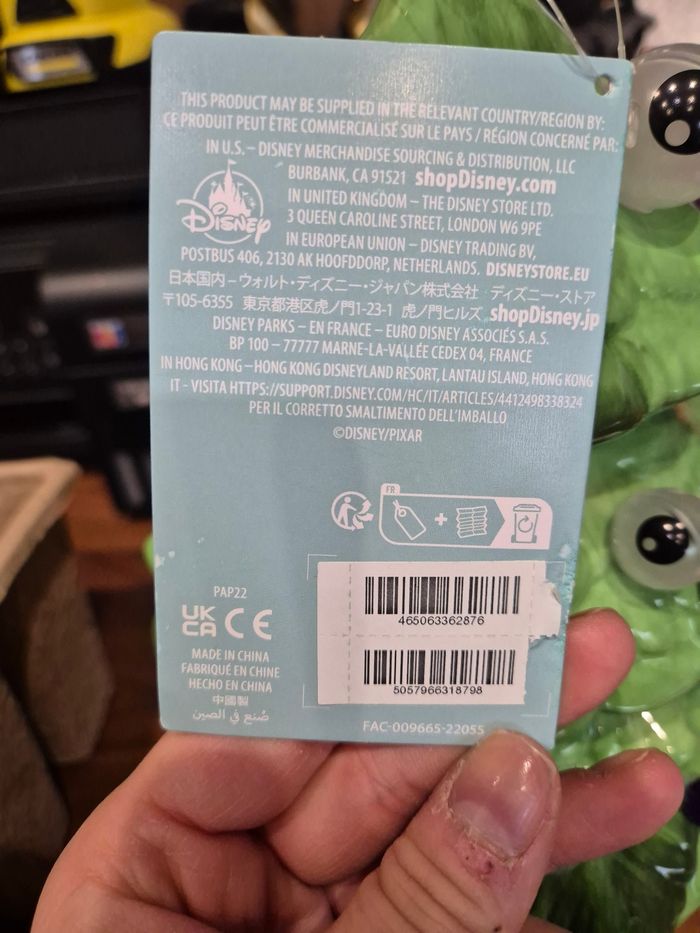 THIS PRODUCT MAY BE SUPPLIED IN THE RELEVANT COUNTRY/REGION BY:
CE PRODUIT PEUT ÊTRE COMMERCIALISÉ SUR LE PAYS / RÉGION CONCERNÉ PAR:
IN U.S. – DISNEY MERCHANDISE SOURCING & DISTRIBUTION, LLC
BURBANK, CA 91521 shopDisney.com
IN UNITED KINGDOM – THE DISNEY STORE LTD.
3 QUEEN CAROLINE STREET, LONDON W6 9PE
Disney
IN EUROPEAN UNION – DISNEY TRADING BV,
POSTBUS 406, 2130 AK HOOFDDORP, NETHERLANDS. DISNEYSTORE.EU
日本国内 – ウォルト・ディズニー・ジャパン株式会社 ディズニー・ストア
〒105-6355 東京都港区虎ノ門1-23-1 虎ノ門ヒルズ shopDisney.jp
DISNEY PARKS – EN FRANCE – EURO DISNEY ASSOCIÉS S.A.S.
BP 100 – 77777 MARNE-LA-VALLÉE CEDEX 04, FRANCE
IN HONG KONG – HONG KONG DISNEYLAND RESORT, LANTAU ISLAND, HONG KONG
IT - VISITA HTTPS://SUPPORT.DISNEY.COM/HC/IT/ARTICLES/4412498338324
PER IL CORRETTO SMALTIMENTO DELL'IMBALLO
©DISNEY/PIXAR
FR
PAP22
UK
CA CE
465063362876
5057966318798
MADE IN CHINA
FABRIQUÉ EN CHINE
HECHO EN CHINA
中國製
صُنع في الصين
FAC-009665-22055